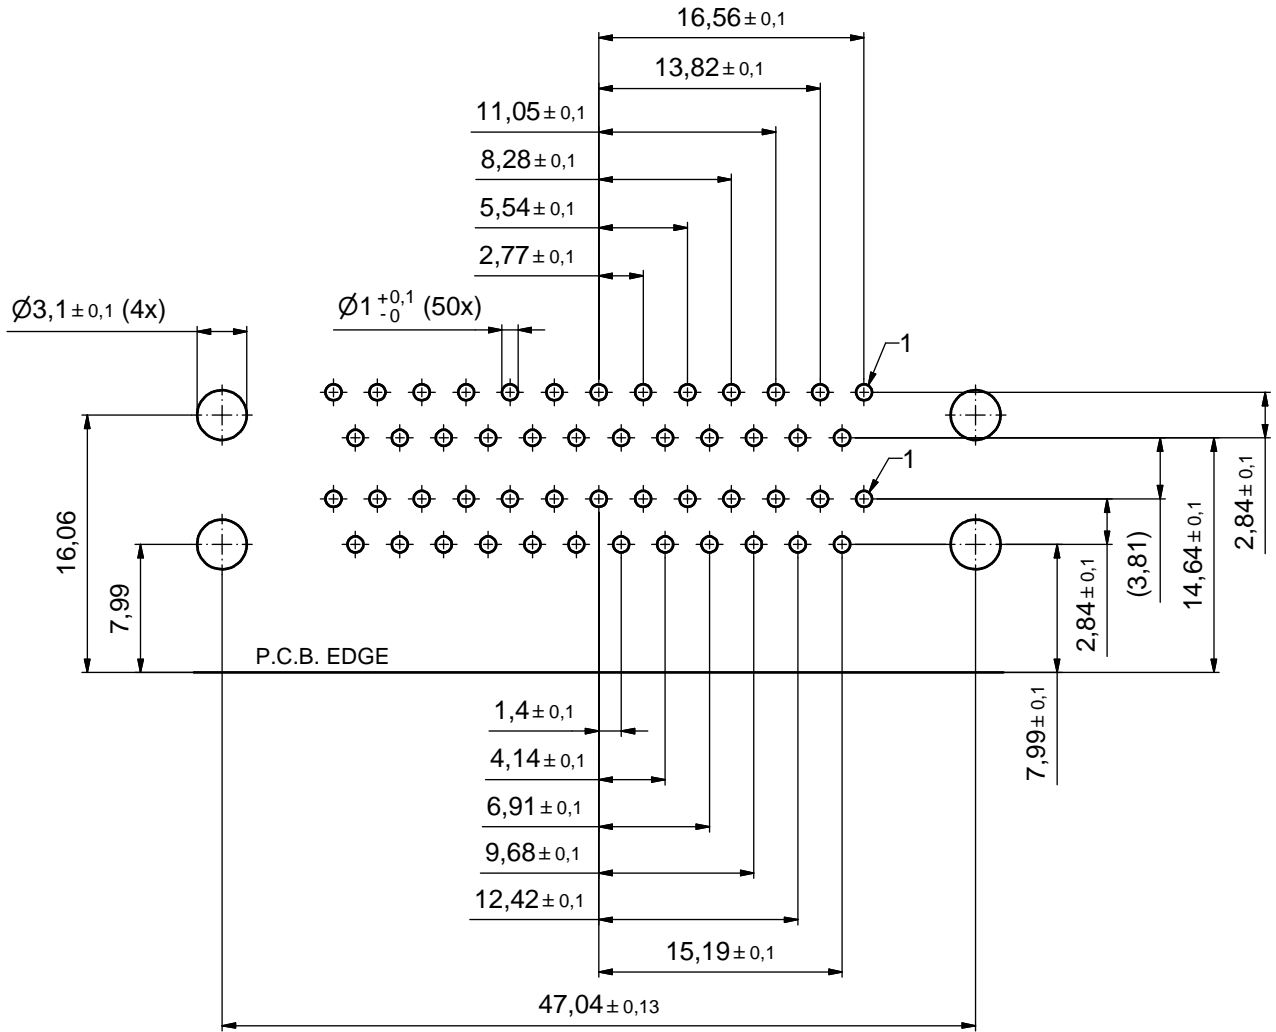 16,56 ± 0,1
13,82 ± 0,1
11,05 ± 0,1
8,28 ± 0,1
5,54 ± 0,1
2,77 ± 0,1
Ø3,1 ± 0,1 (4x)
Ø1 +0,1 -0 (50x)
1
1
16,06
7,99
2,84 ± 0,1
(3,81)
14,64 ± 0,1
2,84 ± 0,1
7,99 ± 0,1
P.C.B. EDGE
1,4 ± 0,1
4,14 ± 0,1
6,91 ± 0,1
9,68 ± 0,1
12,42 ± 0,1
15,19 ± 0,1
47,04 ± 0,13